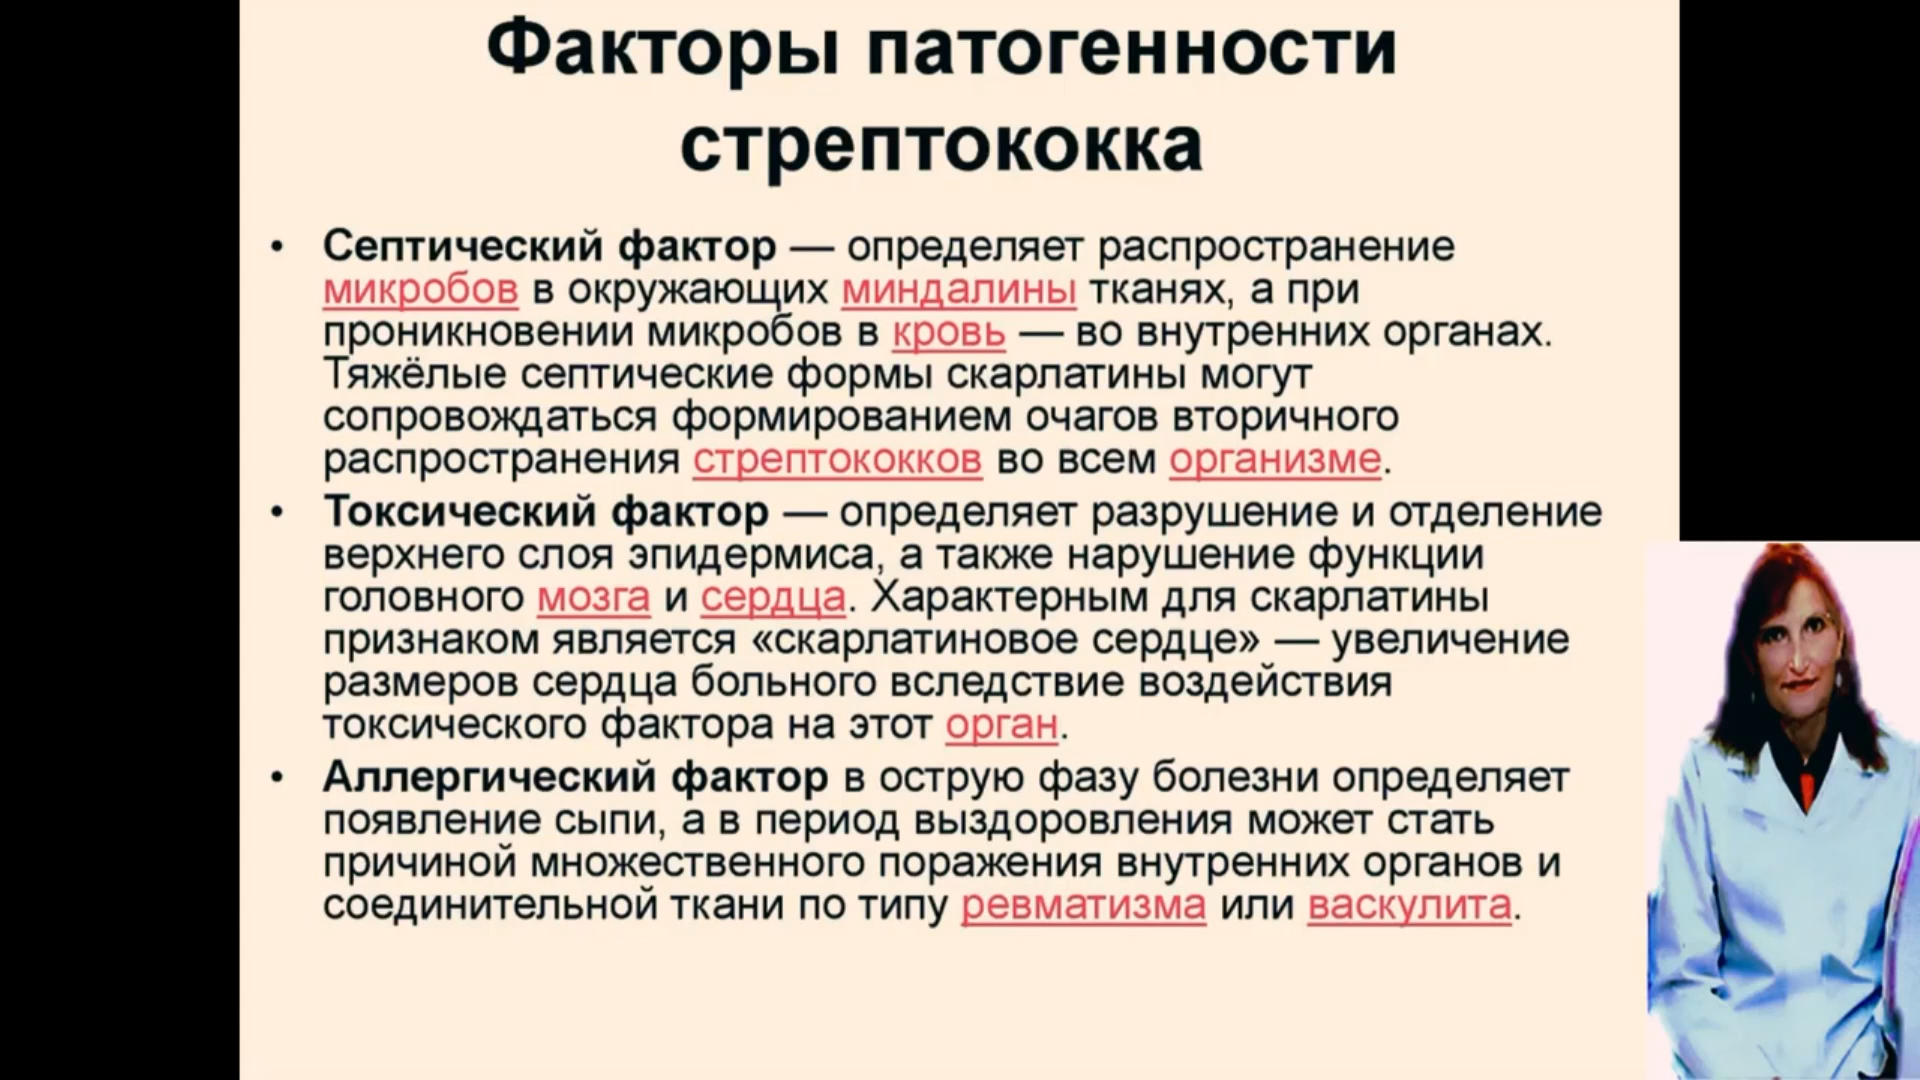 Факторы патогенности
стрептококка
• Септический фактор — определяет распространение
микробов в окружающих миндалины тканях, а при
проникновении микробов в кровь — во внутренних органах.
Тяжёлые септические формы скарлатины могут
сопровождаться формированием очагов вторичного
распространения стрептококков во всем организме.
• Токсический фактор — определяет разрушение и отделение
верхнего слоя эпидермиса, а также нарушение функции
головного мозга и сердца. Характерным для скарлатины
признаком является «скарлатиновое сердце» — увеличение
размеров сердца больного вследствие воздействия
токсического фактора на этот орган.
• Аллергический фактор в острую фазу болезни определяет
появление сыпи, а в период выздоровления может стать
причиной множественного поражения внутренних органов и
соединительной ткани по типу ревматизма или васкулита.